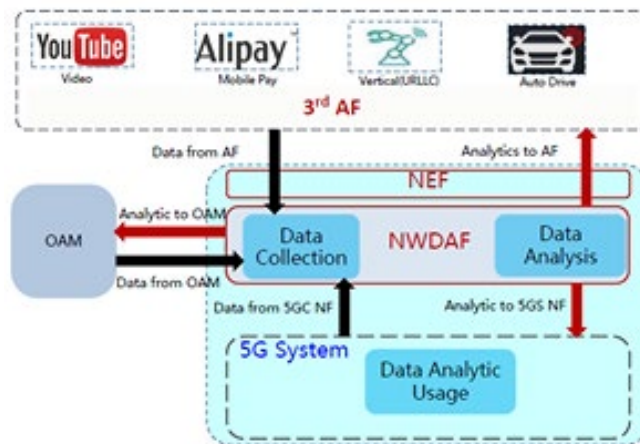 YouTube
Alipay
Video
Mobile Pay
Vertical(URLLC)
Auto Drive
3rd AF
Data from AF
Analytics to AF
NEF
Analytic to OAM
OAM
Data
Collection
NWDAF
Data
Analysis
Data from OAM
Data from 5GC NF
Analytic to 5GS NF
5G System
Data Analytic
Usage